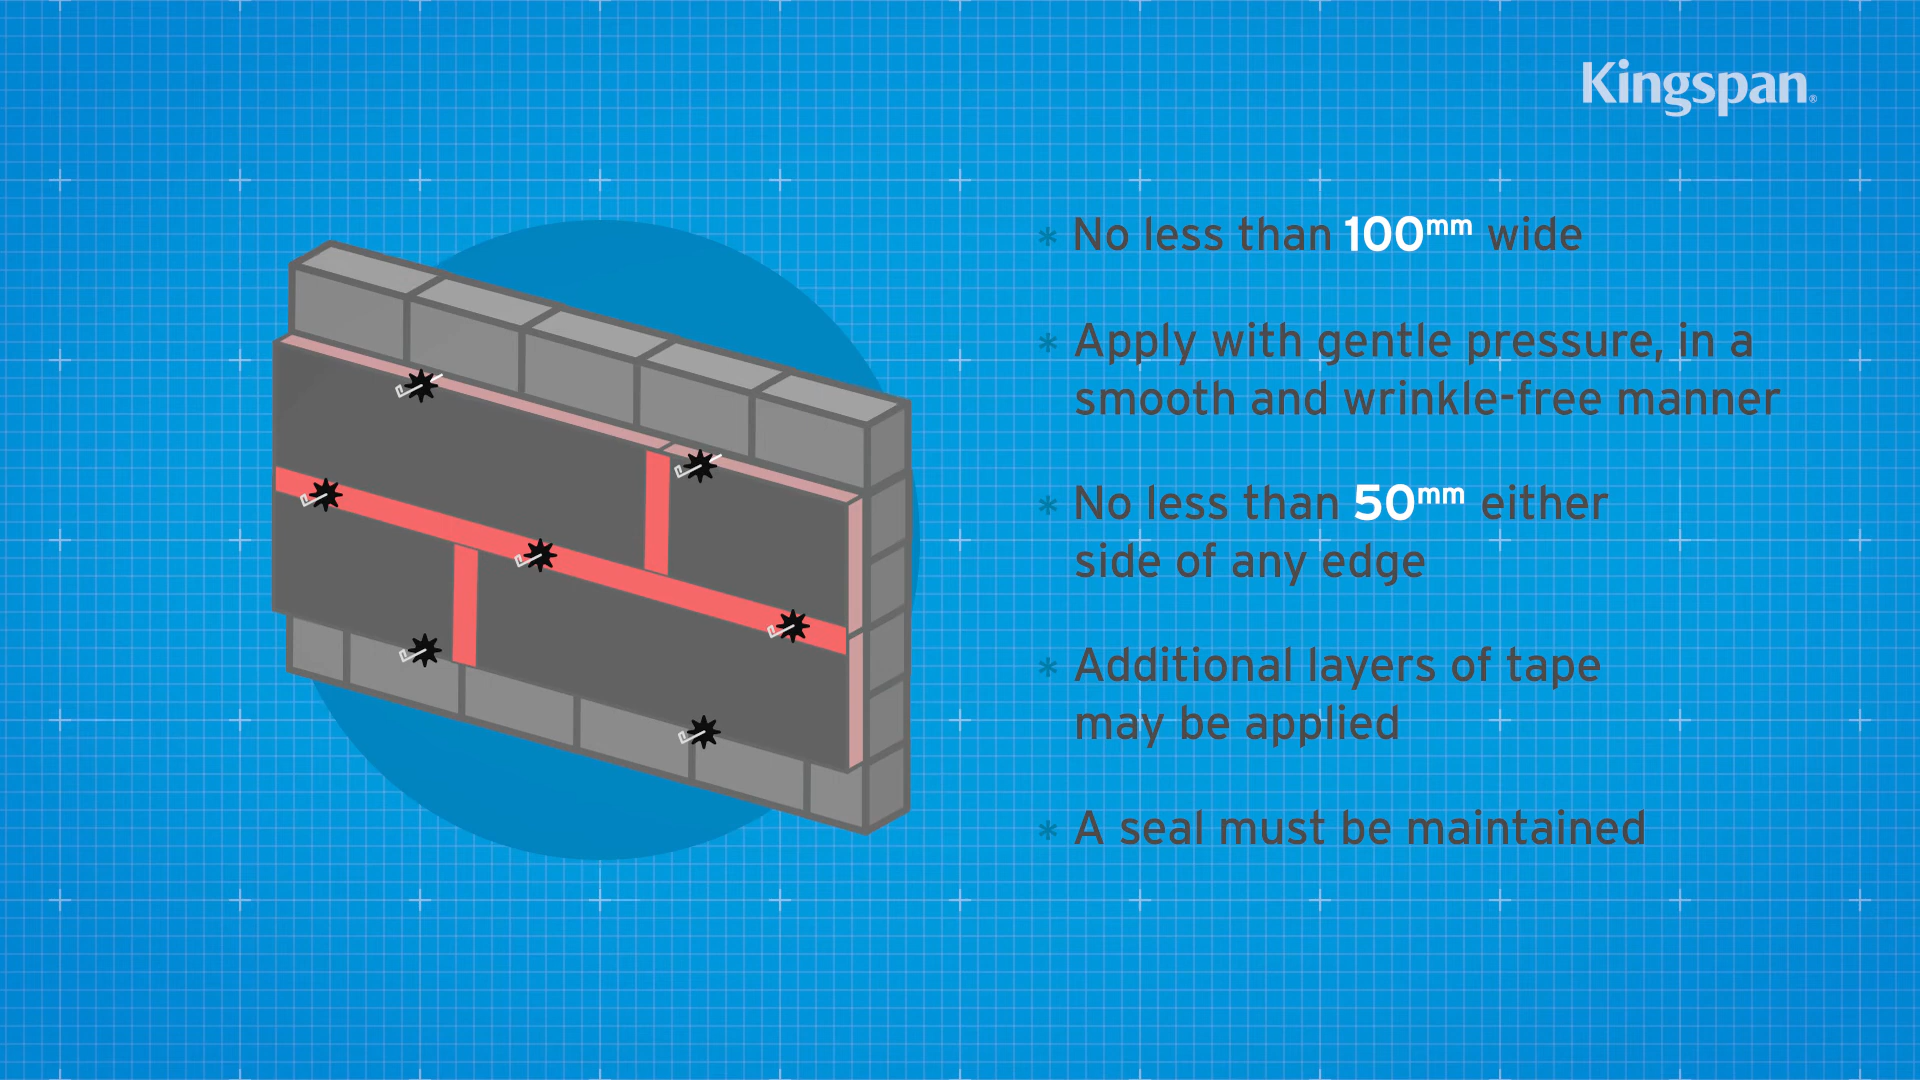 Kingspan®
* No less than 100mm wide
* Apply with gentle pressure, in a
smooth and wrinkle-free manner
* No less than 50mm either
side of any edge
* Additional layers of tape
may be applied
* A seal must be maintained